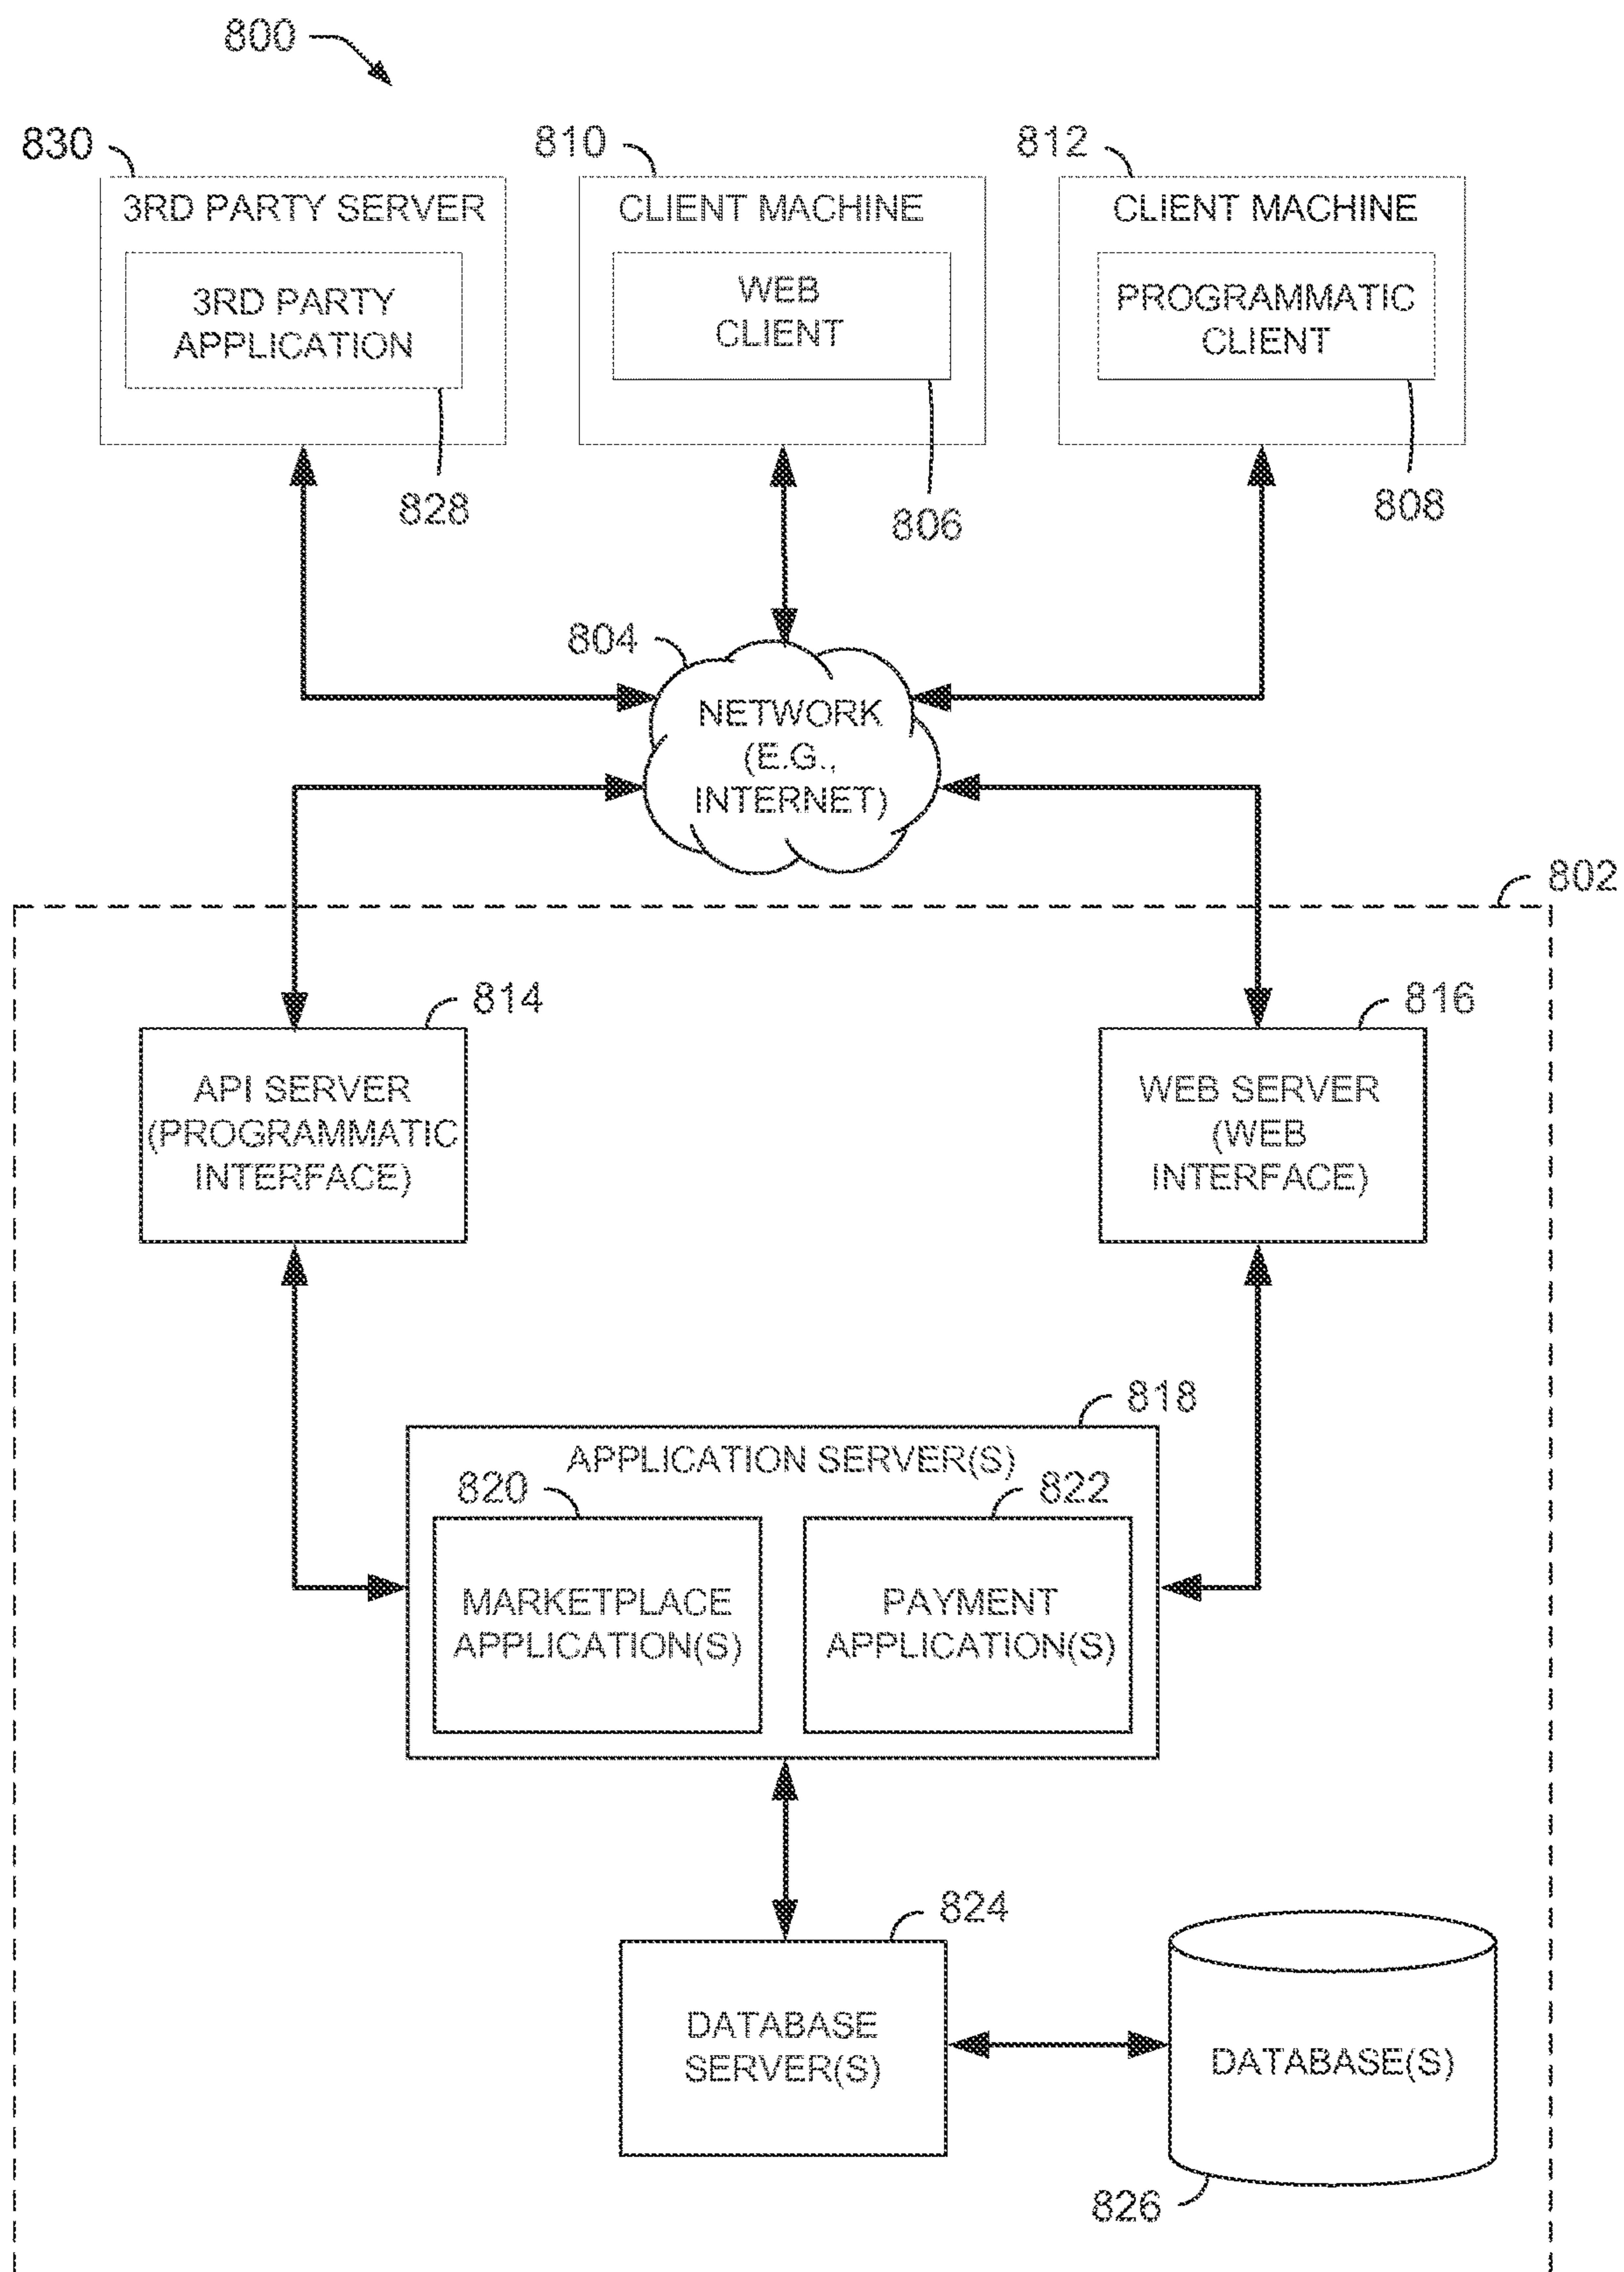 800
830
3RD PARTY SERVER
3RD PARTY
APPLICATION
828
810
CLIENT MACHINE
WEB
CLIENT
806
812
CLIENT MACHINE
PROGRAMMATIC
CLIENT
808
804
NETWORK
(E.G.,
INTERNET)
802
814
API SERVER
(PROGRAMMATIC
INTERFACE)
816
WEB SERVER
(WEB
INTERFACE)
818
APPLICATION SERVER(S)
820
MARKETPLACE
APPLICATION(S)
822
PAYMENT
APPLICATION(S)
824
DATABASE
SERVER(S)
DATABASE(S)
826